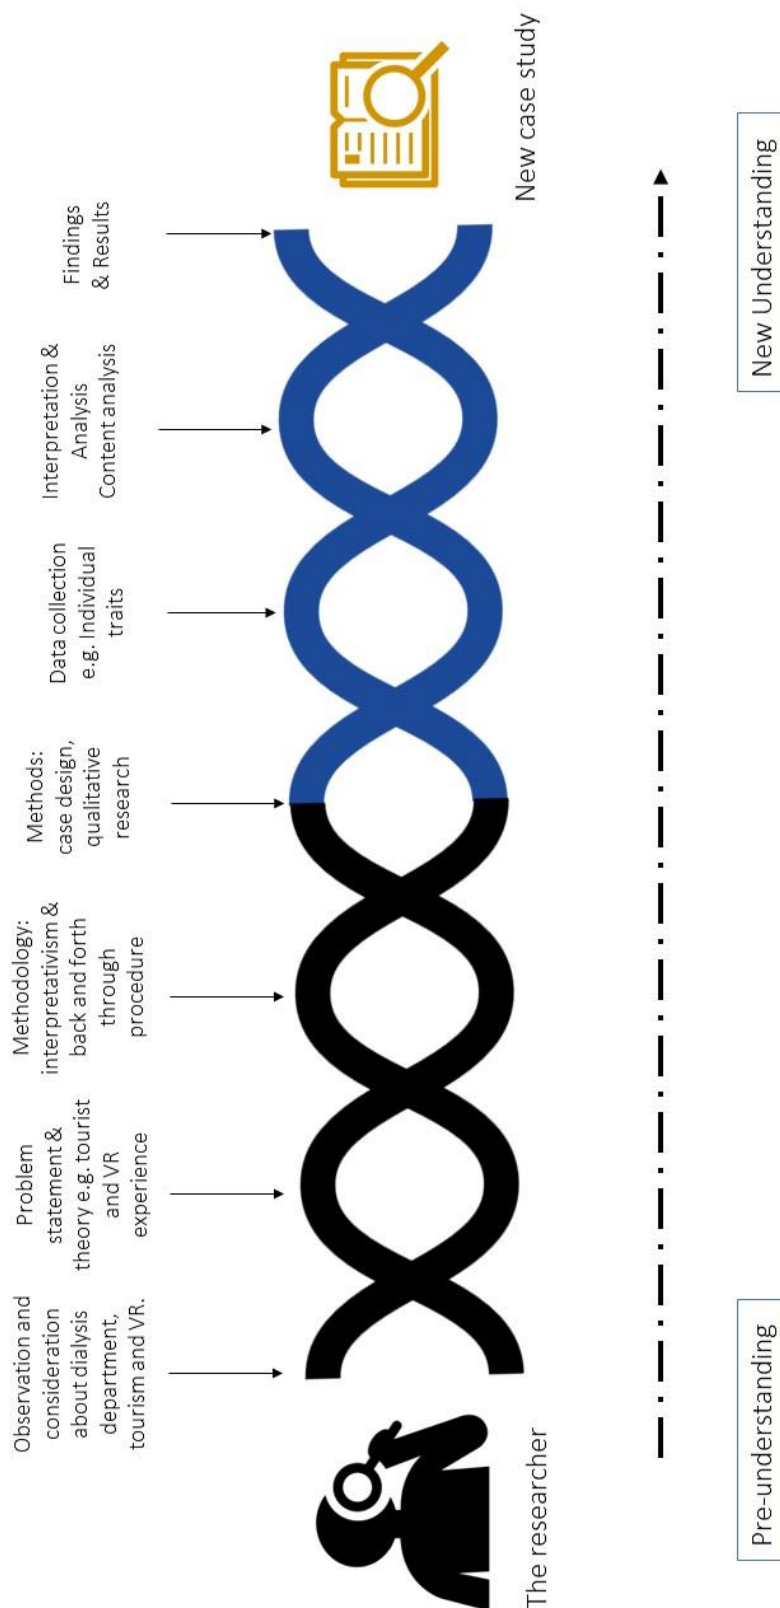 Observation and
consideration
about dialysis
department,
tourism and VR.
Problem
statement &
theory e.g. tourist
and VR
experience
Methodology:
interpretativism &
back and forth
through
procedure
Methods:
case design,
qualitative
research
Data collection
e.g. Individual
traits
Interpretation &
Analysis
Content analysis
Findings
& Results
The researcher
New case study
Pre-understanding
New Understanding